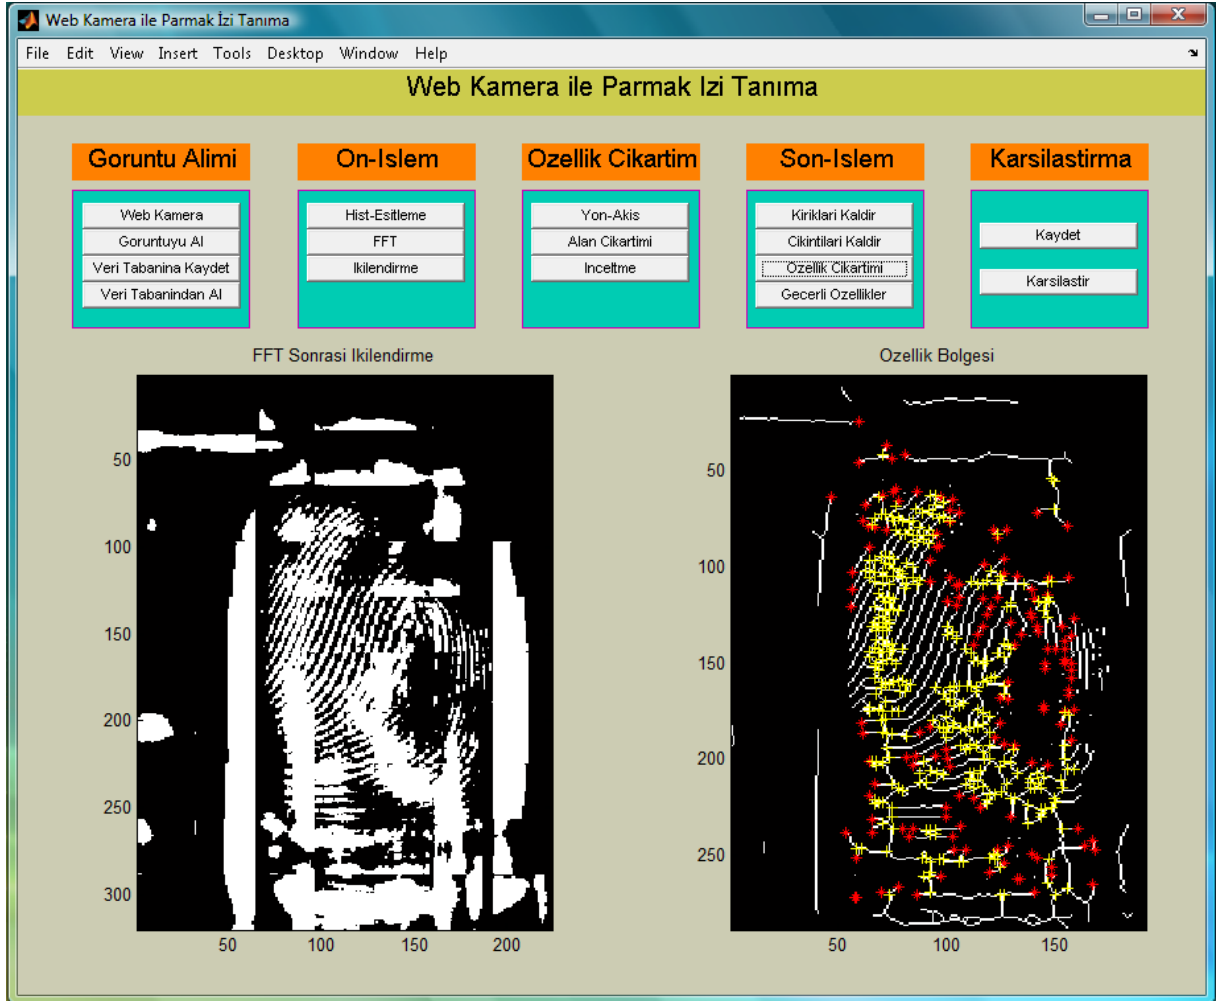 Web Kamera ile Parmak İzi Tanıma
File Edit View Insert Tools Desktop Window Help
Web Kamera ile Parmak Izi Tanıma
Goruntu Alimi
On-Islem
Ozellik Cikartim
Son-Islem
Karsilastirma
Web Kamera
Goruntuyu Al
Veri Tabanina Kaydet
Veri Tabanindan Al
Hist-Esitleme
FFT
Ikilendirme
Yon-Akis
Alan Cikartimi
Inceltme
Kiriklari Kaldir
Cikintilari Kaldir
Ozellik Cikartimi
Gecerli Ozellikler
Kaydet
Karsilastir
FFT Sonrasi Ikilendirme
50
100
150
200
250
300
50 100 150 200
Ozellik Bolgesi
50
100
150
200
250
50 100 150